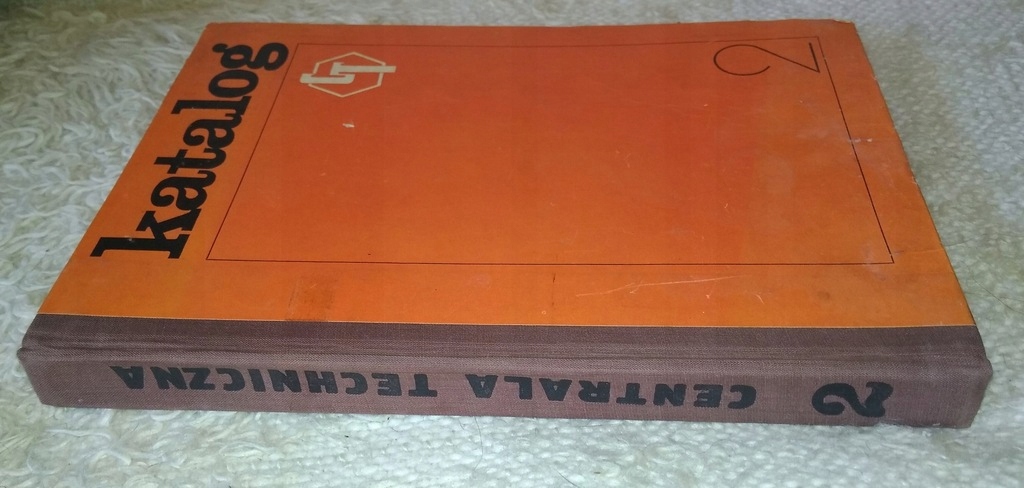 katalog
2
2 CENTRALA TECHNICZNA